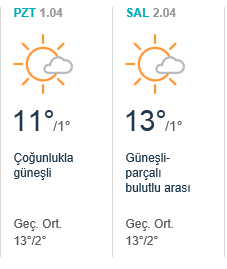 PZT 1.04
11°/1°
Çoğunlukla
güneşli
Geç. Ort.
13°/2°
SAL 2.04
13°/1°
Güneşli-
parçalı
bulutlu arası
Geç. Ort.
13°/2°